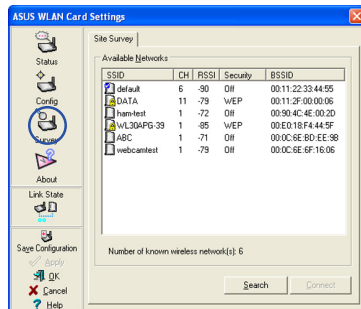 ASUS WLAN Card Settings
Status
Config
Survey
About
Link State
Save Configuration
Apply
OK
Cancel
Help
Site Survey
Available Networks
SSID CH RSSI Security BSSID
default 6 -90 Off 00:11:22:33:44:55
DATA 11 -79 WEP 00:11:2F:00:00:06
ham-test 1 -72 Off 00:90:4C:4E:00:2D
WL30APG-39 1 -85 WEP 00:E0:18:F4:44:5F
ABC 1 -71 Off 00:0C:6E:BD:EE:9B
webcamtest 1 -79 Off 00:0C:6E:6F:16:06
Number of known wireless network(s): 6
Search
Connect